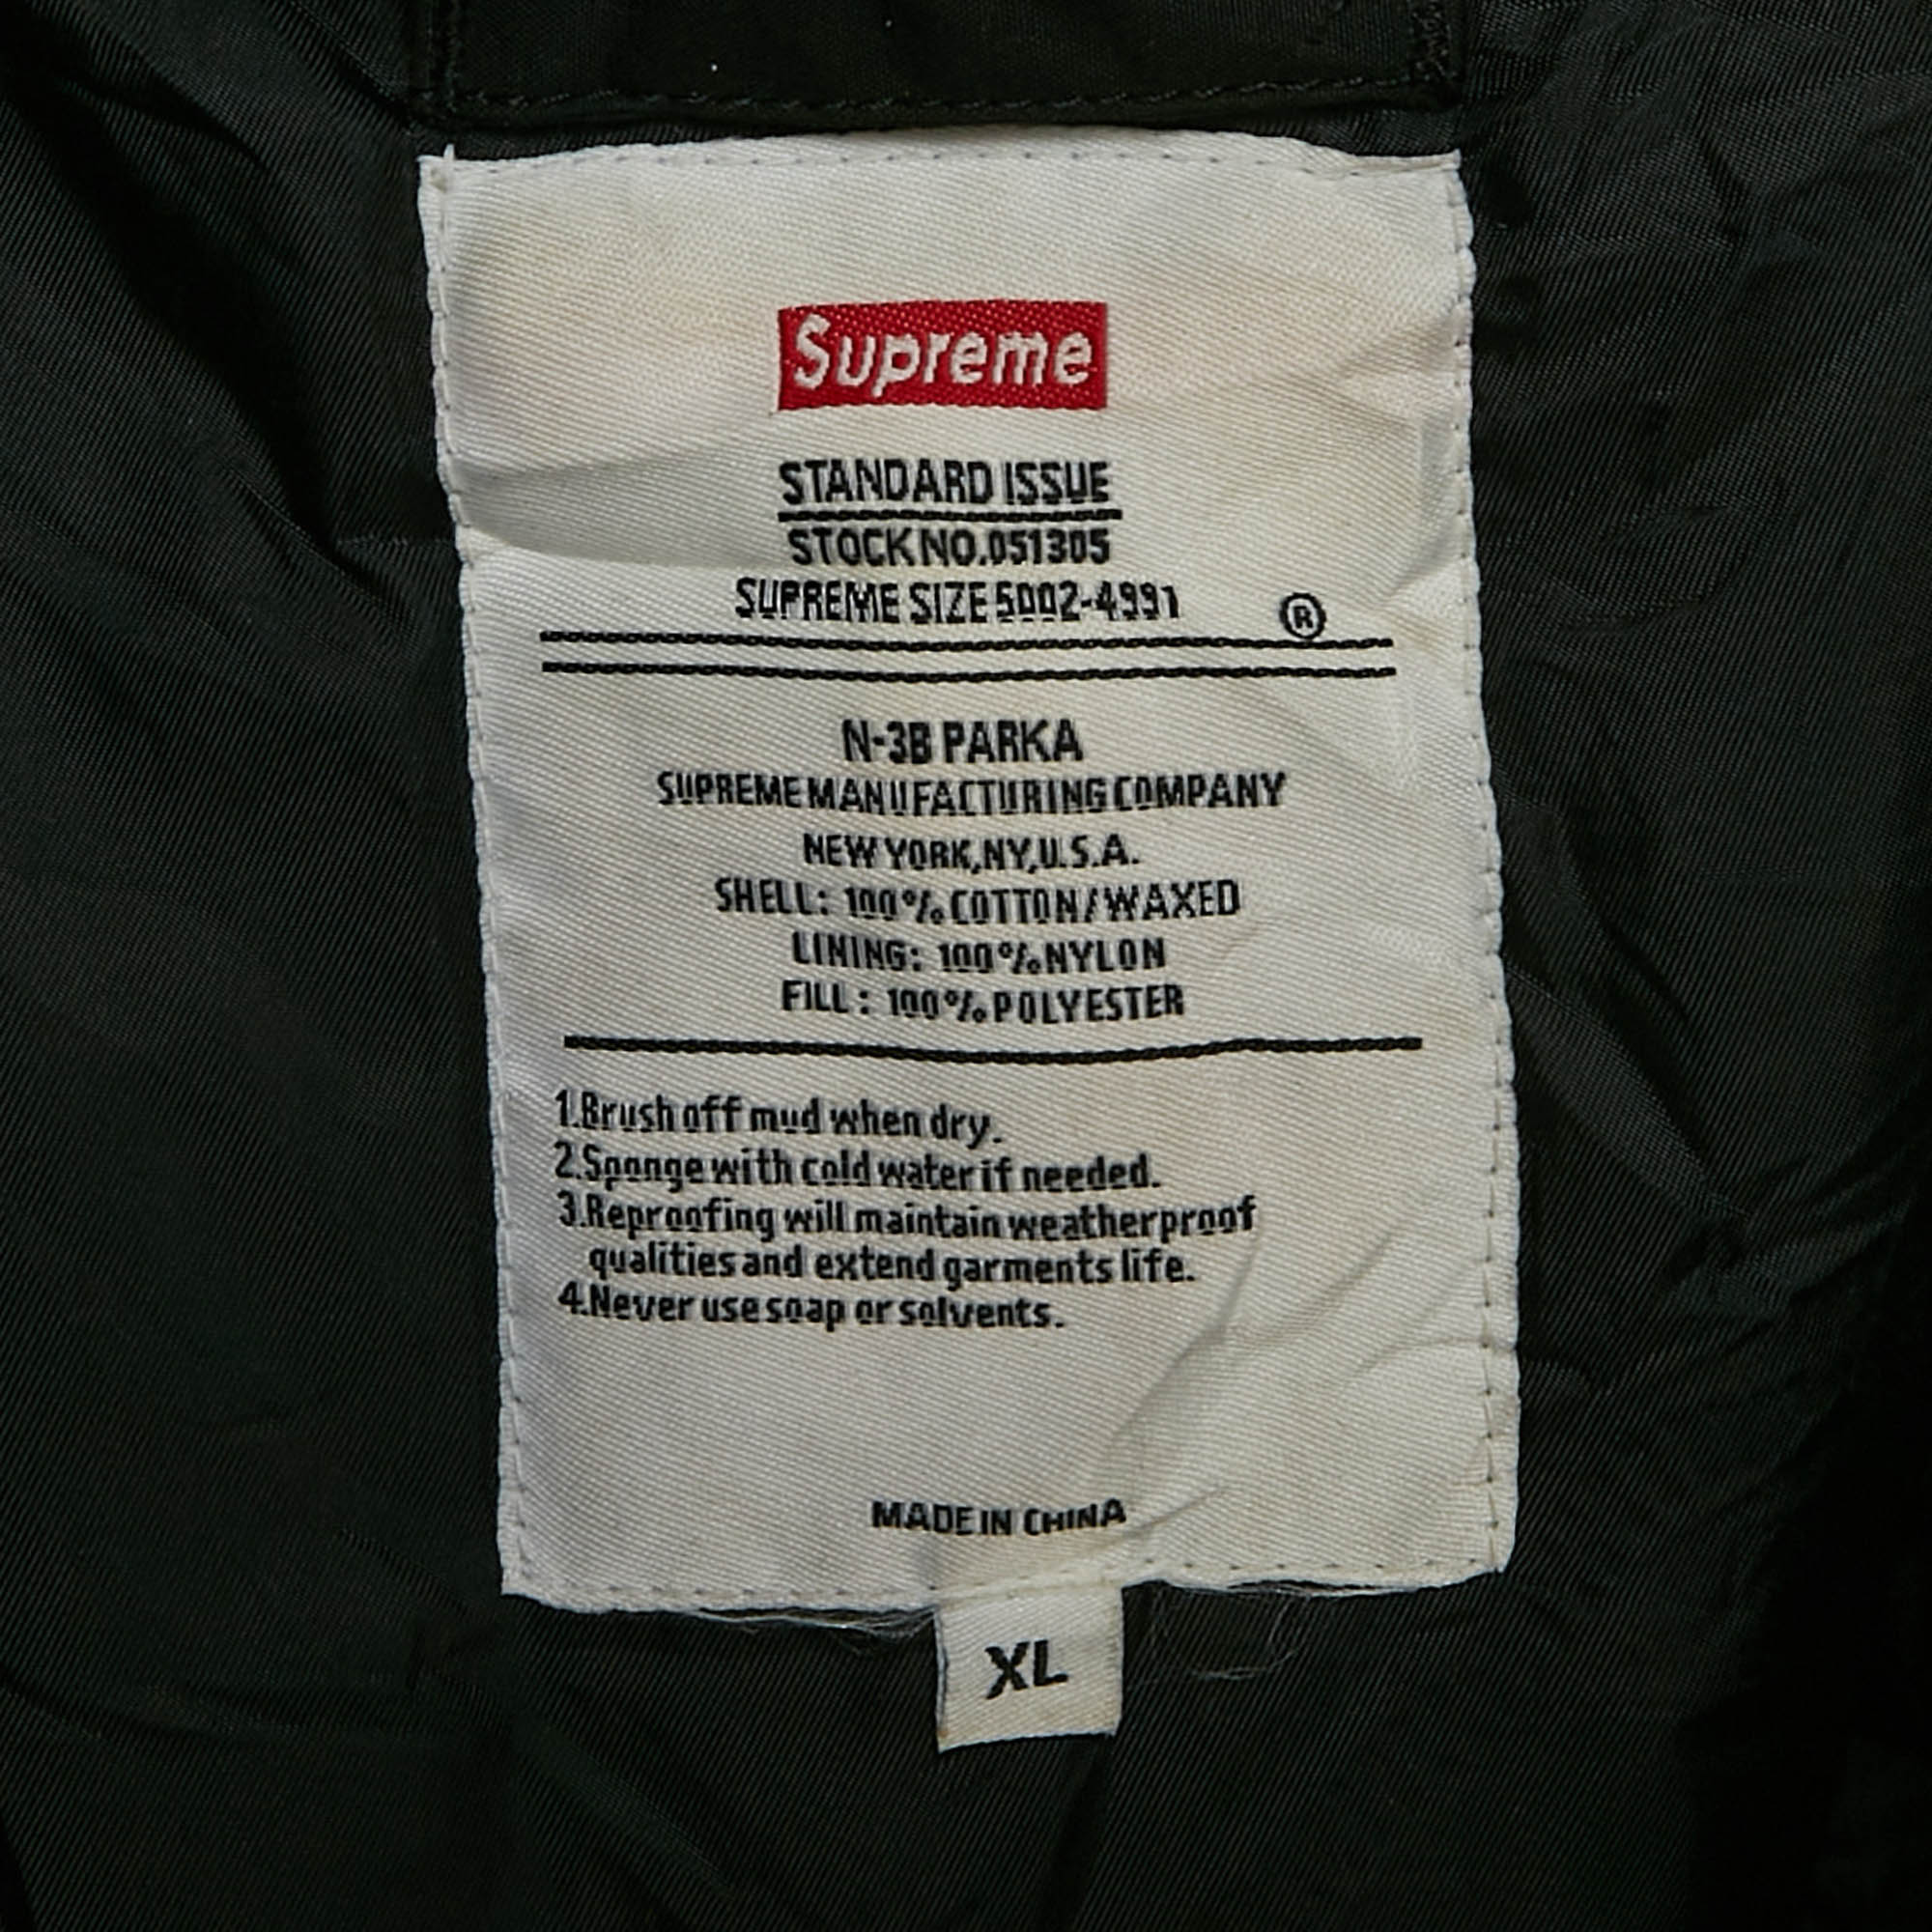 Supreme
STANDARD ISSUE
STOCK NO.051305
SUPREME SIZE 5002-4991 ®
N-3B PARKA
SUPREME MANUFACTURING COMPANY
NEW YORK,NY,U.S.A.
SHELL: 100% COTTON/WAXED
LINING: 100% NYLON
FILL: 100% POLYESTER
1.Brush off mud when dry.
2.Sponge with cold water if needed.
3.Reproofing will maintain weatherproof
qualities and extend garments life.
4.Never use soap or solvents.
MADE IN CHINA
XL